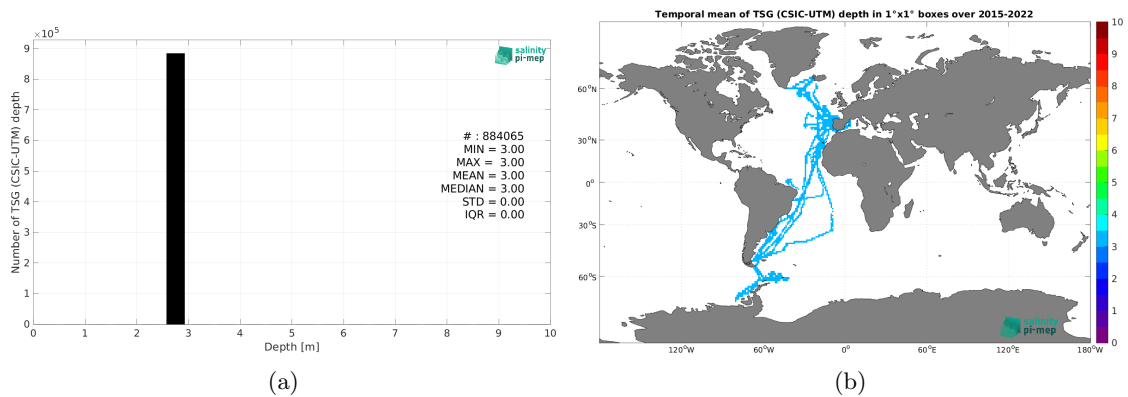 ×10⁵
9
8
7
6
5
4
3
2
1
0
Number of TSG (CSIC-UTM) depth
salinity
pi-mep
# : 884065
MIN = 3.00
MAX = 3.00
MEAN = 3.00
MEDIAN = 3.00
STD = 0.00
IQR = 0.00
0 1 2 3 4 5 6 7 8 9 10
Depth [m]
(a)
Temporal mean of TSG (CSIC-UTM) depth in 1°x1° boxes over 2015-2022
60°N
30°N
0°
30°S
60°S
120°W 60°W 0° 60°E 120°E 180°W
salinity
pi-mep
10
9
8
7
6
5
4
3
2
1
0
(b)